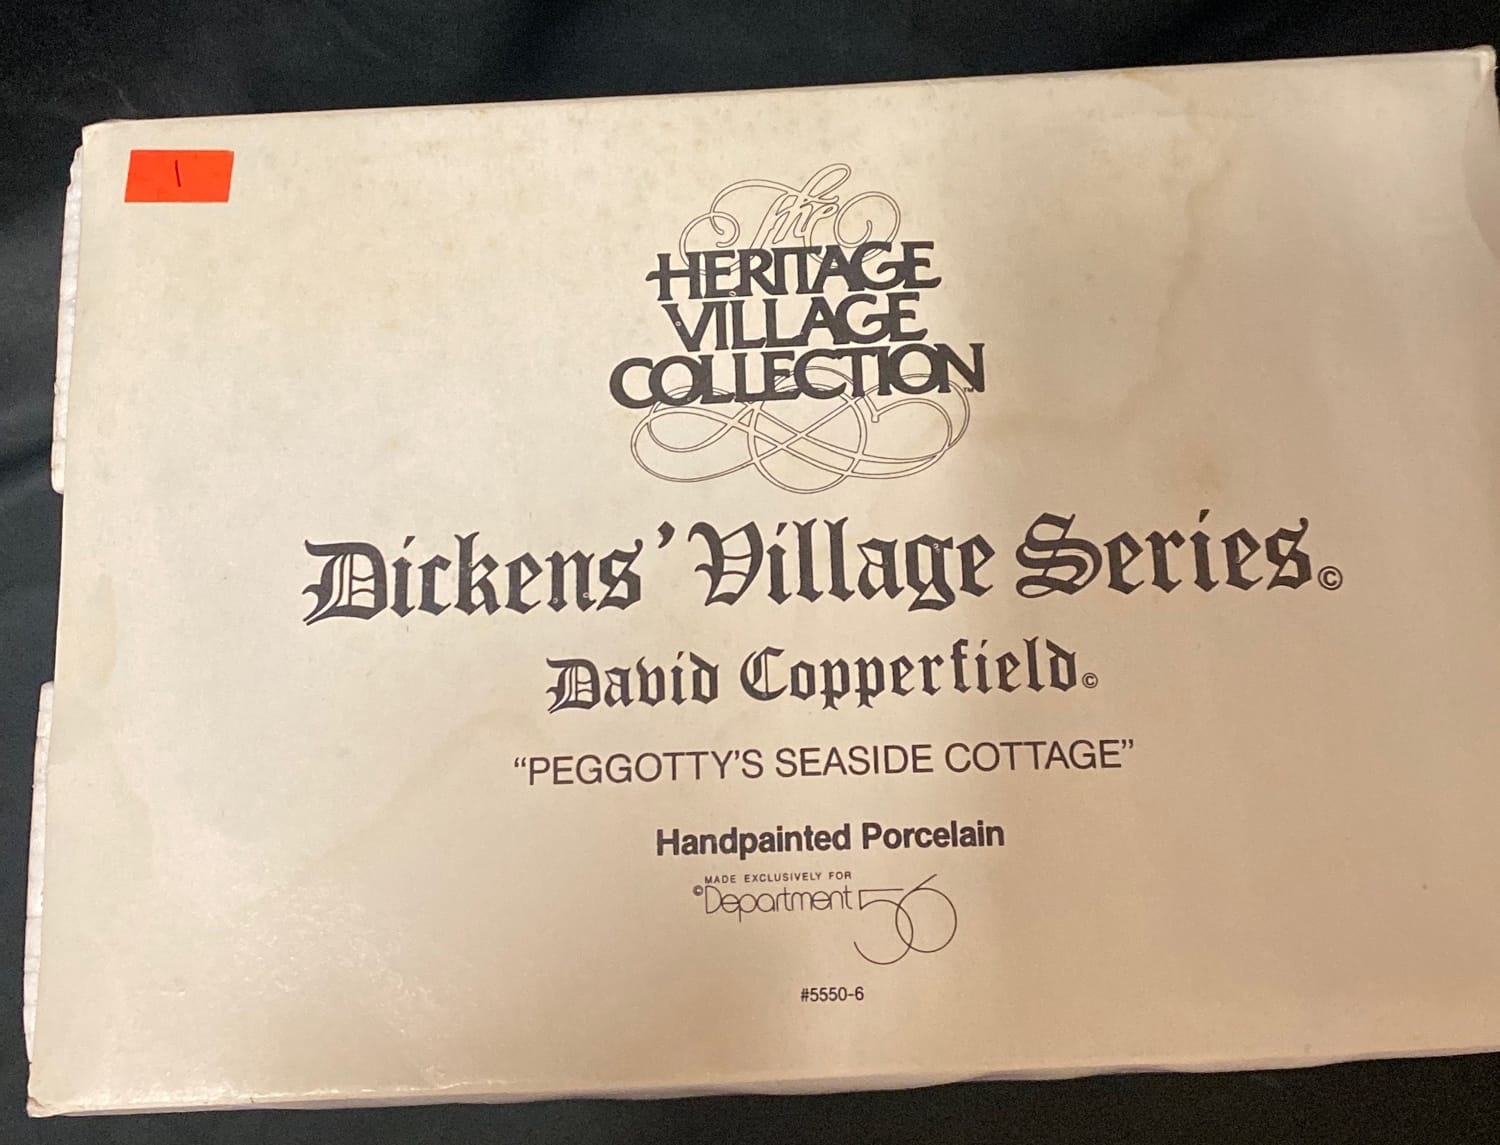 1
The
HERITAGE
VILLAGE
COLLECTION™
Dickens' Village Series©
David Copperfield©
“PEGGOTTY'S SEASIDE COTTAGE”
Handpainted Porcelain
MADE EXCLUSIVELY FOR
©Department 56
#5550-6